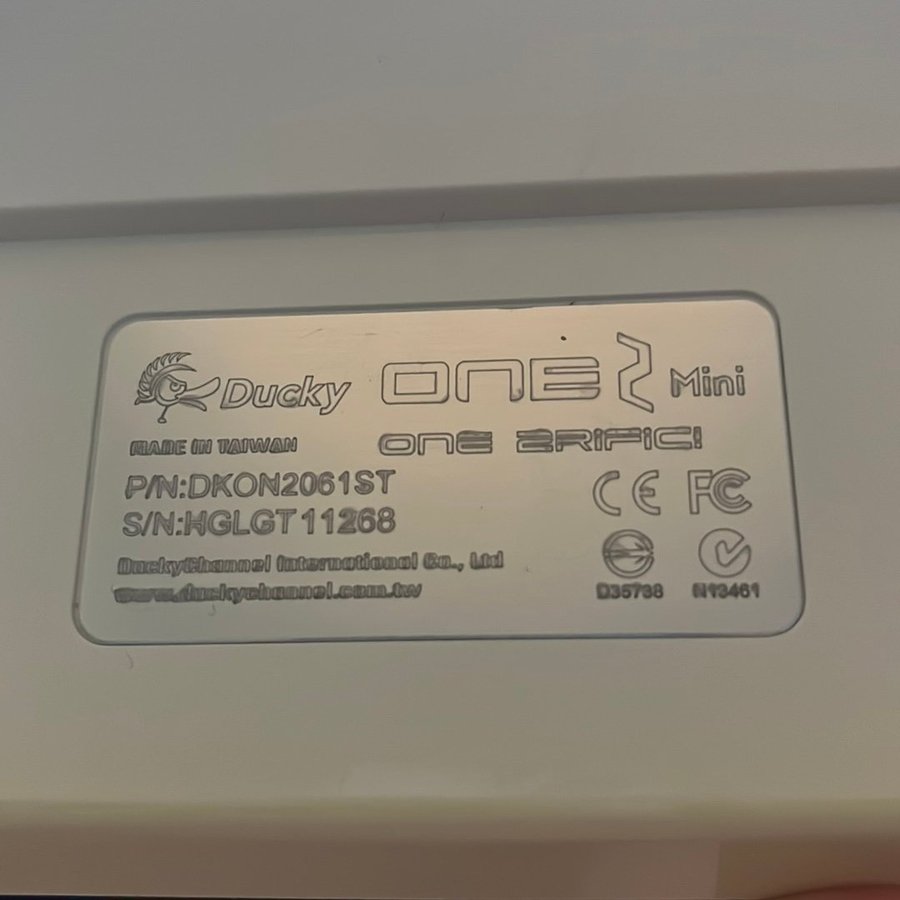 Ducky ONE 2 Mini
MADE IN TAIWAN
ONE 2RIFIC!
P/N:DKON2061ST
S/N:HGLGT11268
CE FC
DuckyChannel International Co., Ltd
www.duckychannel.com.tw
D35738 N13461